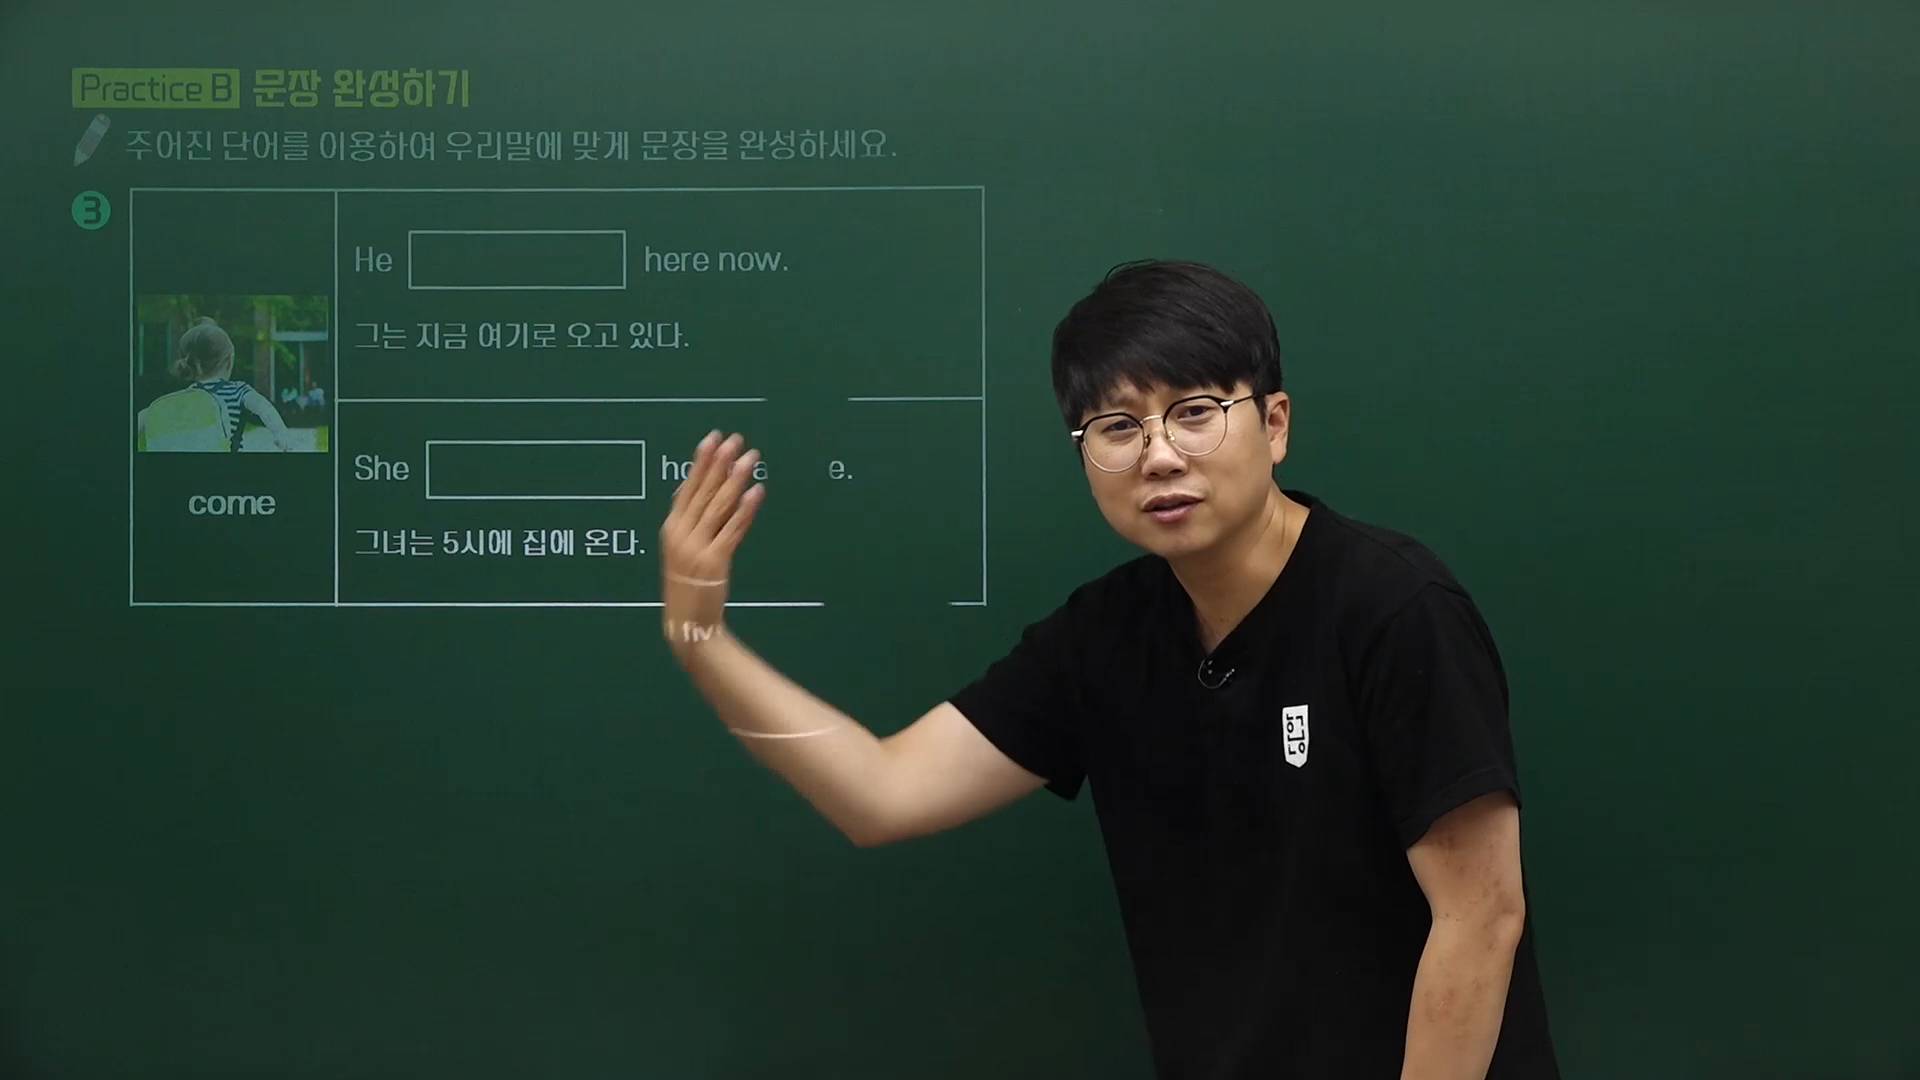 Practice B 문장 완성하기
주어진 단어를 이용하여 우리말에 맞게 문장을 완성하세요.
3
He here now.
그는 지금 여기로 오고 있다.
come
She
그녀는 5시에 집에 온다.